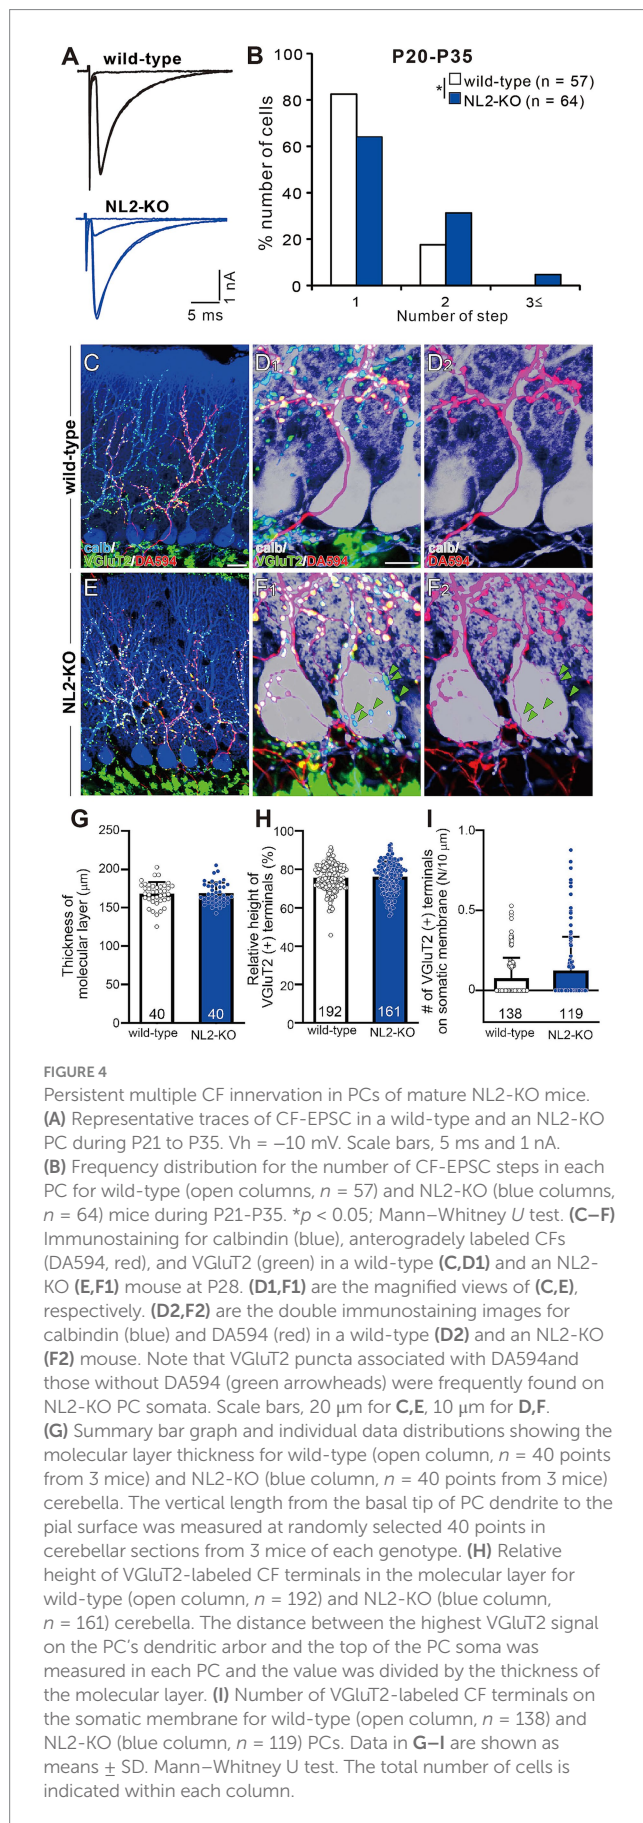 A
wild-type
NL2-KO
1 nA
5 ms
B
P20-P35
*
wild-type (n = 57)
NL2-KO (n = 64)
% number of cells
100
80
60
40
20
0
1
2
3≤
Number of step
wild-type
C
calb/
VGluT2/DA594
D1
calb/
VGluT2/DA594
D2
calb/
DA594
NL2-KO
E
F1
F2
G
Thickness of
molecular layer (μm)
250
200
150
100
50
0
40
40
wild-type
NL2-KO
H
Relative height of
VGluT2 (+) terminals (%)
100
80
60
40
20
0
192
161
wild-type
NL2-KO
I
# of VGluT2 (+) terminals
on somatic membrane (N/10 μm)
1.0
0.5
0
138
119
wild-type
NL2-KO
FIGURE 4
Persistent multiple CF innervation in PCs of mature NL2-KO mice.
(A) Representative traces of CF-EPSC in a wild-type and an NL2-KO
PC during P21 to P35. Vh = −10 mV. Scale bars, 5 ms and 1 nA.
(B) Frequency distribution for the number of CF-EPSC steps in each
PC for wild-type (open columns, n = 57) and NL2-KO (blue columns,
n = 64) mice during P21-P35. *p < 0.05; Mann–Whitney U test. (C–F)
Immunostaining for calbindin (blue), anterogradely labeled CFs
(DA594, red), and VGluT2 (green) in a wild-type (C,D1) and an NL2-
KO (E,F1) mouse at P28. (D1,F1) are the magnified views of (C,E),
respectively. (D2,F2) are the double immunostaining images for
calbindin (blue) and DA594 (red) in a wild-type (D2) and an NL2-KO
(F2) mouse. Note that VGluT2 puncta associated with DA594and
those without DA594 (green arrowheads) were frequently found on
NL2-KO PC somata. Scale bars, 20 μm for C,E, 10 μm for D,F.
(G) Summary bar graph and individual data distributions showing the
molecular layer thickness for wild-type (open column, n = 40 points
from 3 mice) and NL2-KO (blue column, n = 40 points from 3 mice)
cerebella. The vertical length from the basal tip of PC dendrite to the
pial surface was measured at randomly selected 40 points in
cerebellar sections from 3 mice of each genotype. (H) Relative
height of VGluT2-labeled CF terminals in the molecular layer for
wild-type (open column, n = 192) and NL2-KO (blue column,
n = 161) cerebella. The distance between the highest VGluT2 signal
on the PC's dendritic arbor and the top of the PC soma was
measured in each PC and the value was divided by the thickness of
the molecular layer. (I) Number of VGluT2-labeled CF terminals on
the somatic membrane for wild-type (open column, n = 138) and
NL2-KO (blue column, n = 119) PCs. Data in G–I are shown as
means ± SD. Mann–Whitney U test. The total number of cells is
indicated within each column.